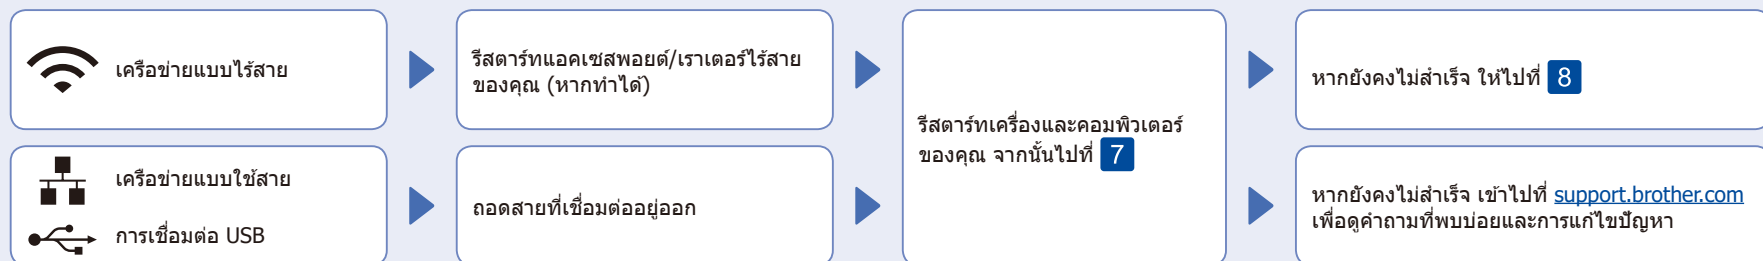 เครือข่ายแบบไร้สาย
รีสตาร์ทแอคเซสพอยต์/เราเตอร์ไร้สาย
ของคุณ (หากทำได้)
รีสตาร์ทเครื่องและคอมพิวเตอร์
ของคุณ จากนั้นไปที่ 7
หากยังคงไม่สำเร็จ ให้ไปที่ 8
เครือข่ายแบบใช้สาย
การเชื่อมต่อ USB
ถอดสายที่เชื่อมต่ออยู่ออก
หากยังคงไม่สำเร็จ เข้าไปที่ support.brother.com
เพื่อดูคำถามที่พบบ่อยและการแก้ไขปัญหา